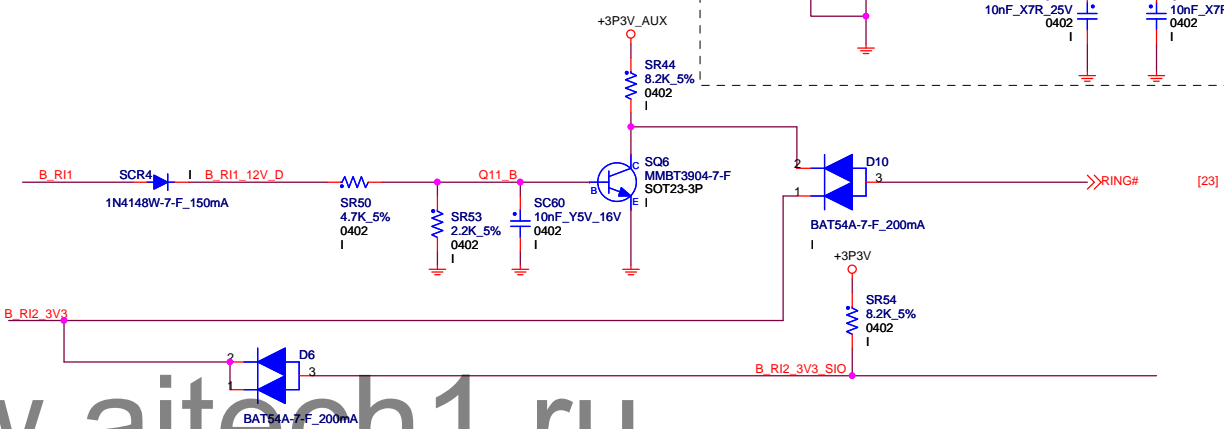 10nF_X7R_25V
0402
I
10nF_X7R
0402
I
+3P3V_AUX
SR44
8.2K_5%
0402
I
B_RI1
SCR4
I
1N4148W-7-F_150mA
B_RI1_12V_D
SR50
4.7K_5%
0402
I
SR53
2.2K_5%
0402
I
Q11_B
SC60
10nF_Y5V_16V
0402
I
B
C
E
SQ6
MMBT3904-7-F
SOT23-3P
I
2
1
D10
3
BAT54A-7-F_200mA
I
RING#
[23]
+3P3V
SR54
8.2K_5%
0402
I
B_RI2_3V3
2
1
D6
3
BAT54A-7-F_200mA
B_RI2_3V3_SIO
w.aitech1.ru